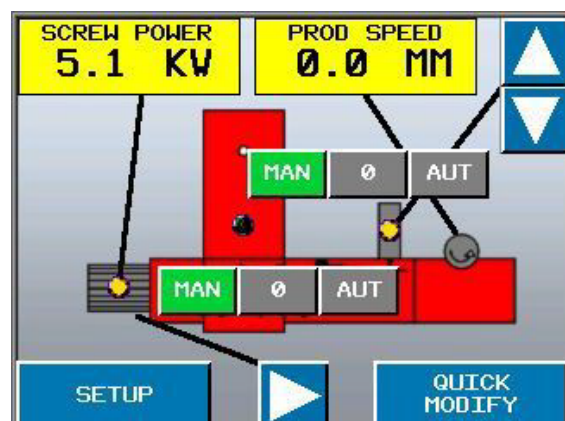 SCREW POWER
5.1 KW
PROD SPEED
0.0 MM
MAN 0 AUT
MAN 0 AUT
SETUP
QUICK
MODIFY